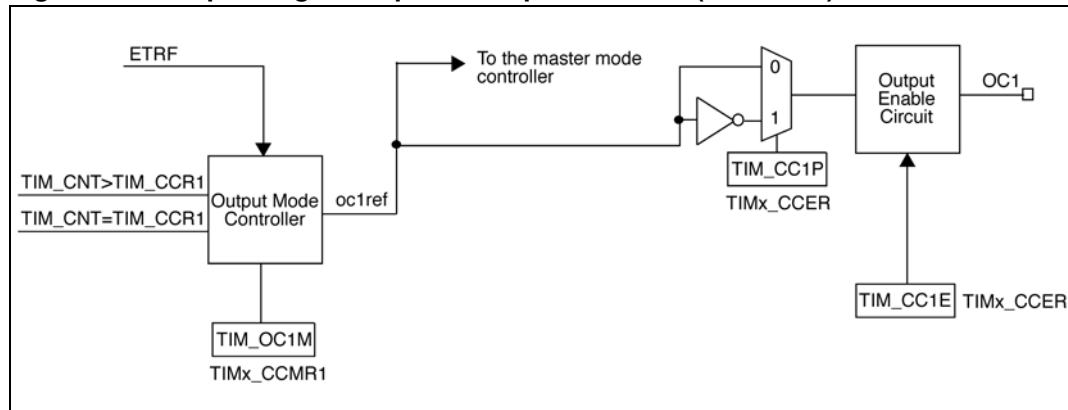 ETRF
To the master mode
controller
0
1
Output
Enable
Circuit
OC1
TIM_CNT>TIM_CCR1
TIM_CNT=TIM_CCR1
Output Mode
Controller
oc1ref
TIM_CC1P
TIMx_CCER
TIM_CC1E
TIMx_CCER
TIM_OC1M
TIMx_CCMR1